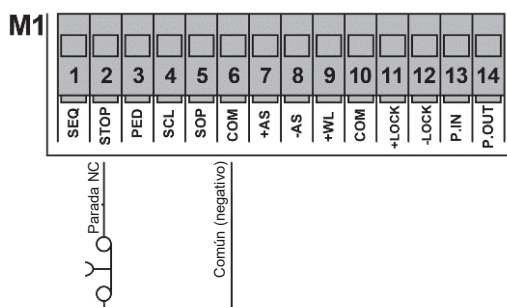 M1
1 2 3 4 5 6 7 8 9 10 11 12 13 14
SEQ STOP PED SCL SOP COM +AS -AS +WL COM +LOCK -LOCK P.IN P.OUT
Parada NC
Común (negativo)